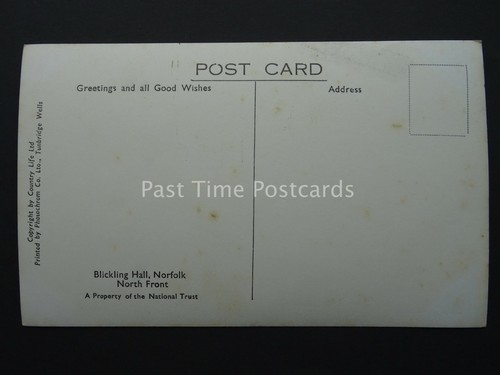 POST CARD
Greetings and all Good Wishes
Address
Copyright by Country Life Ltd
Printed by Photochrom Co. Ltd., Tunbridge Wells
Past Time Postcards
Blickling Hall, Norfolk
North Front
A Property of the National Trust